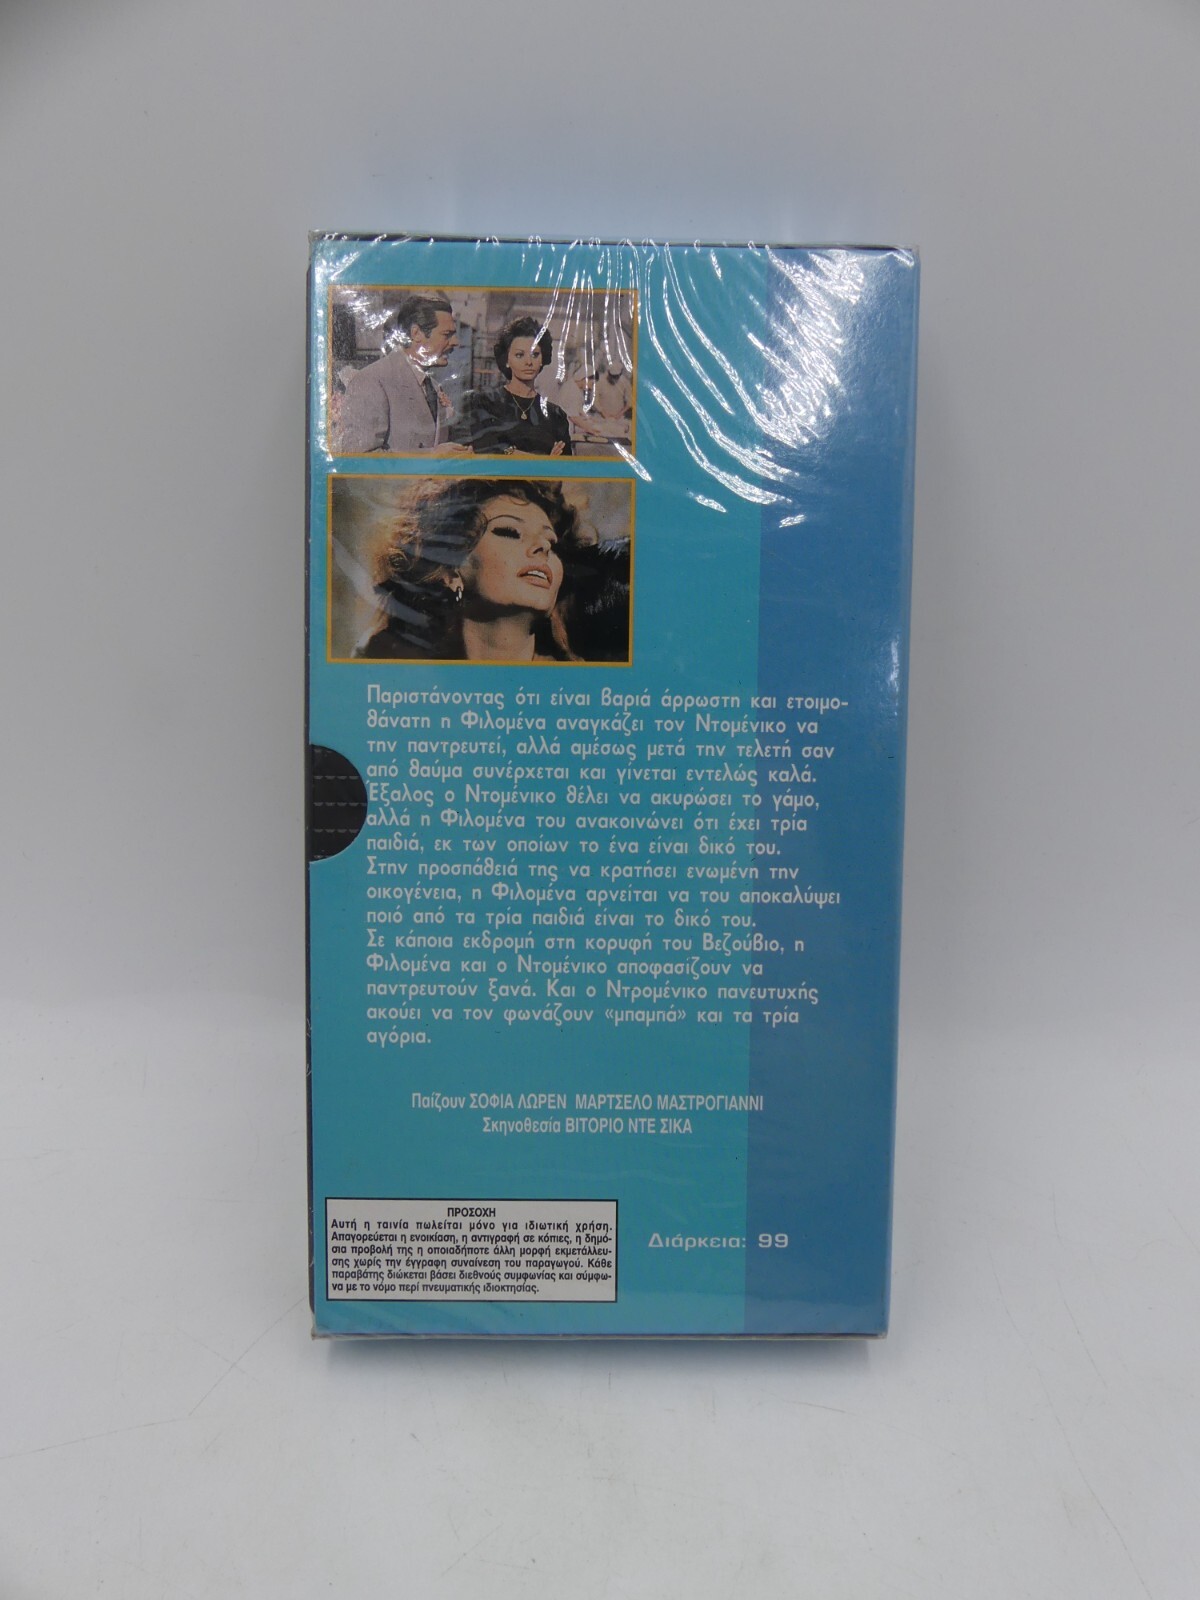 Παριστάνοντας ότι είναι βαριά άρρωστη και ετοιμο-
θάνατη η Φιλομένα αναγκάζει τον Ντομένικο να
την παντρευτεί, αλλά αμέσως μετά την τελετή σαν
από θαύμα συνέρχεται και γίνεται εντελώς καλά.
Έξαλος ο Ντομένικο θέλει να ακυρώσει το γάμο,
αλλά η Φιλομένα του ανακοινώνει ότι έχει τρία
παιδιά, εκ των οποίων το ένα είναι δικό του.
Στην προσπάθειά της να κρατήσει ενωμένη την
οικογένεια, η Φιλομένα αρνείται να του αποκαλύψει
ποιό από τα τρία παιδιά είναι το δικό του.
Σε κάποια εκδρομή στη κορυφή του Βεζούβιο, η
Φιλομένα και ο Ντομένικο αποφασίζουν να
παντρευτούν ξανά. Και ο Ντρομένικο πανευτυχής
ακούει να τον φωνάζουν «μπαμπά» και τα τρία
αγόρια.
Παίζουν ΣΟΦΙΑ ΛΩΡΕΝ ΜΑΡΤΣΕΛΟ ΜΑΣΤΡΟΓΙΑΝΝΙ
Σκηνοθεσία ΒΙΤΟΡΙΟ ΝΤΕ ΣΙΚΑ
ΠΡΟΣΟΧΗ
Αυτή η ταινία πωλείται μόνο για ιδιωτική χρήση.
Απαγορεύεται η ενοικίαση, η αντιγραφή σε κόπιες, η δημό-
σια προβολή της η οποιαδήποτε άλλη μορφή εκμετάλλευ-
σης χωρίς την έγγραφη συναίνεση του παραγωγού. Κάθε
παραβάτης διώκεται βάσει διεθνούς συμφωνίας και σύμφω-
να με το νόμο περί πνευματικής ιδιοκτησίας.
Διάρκεια: 99